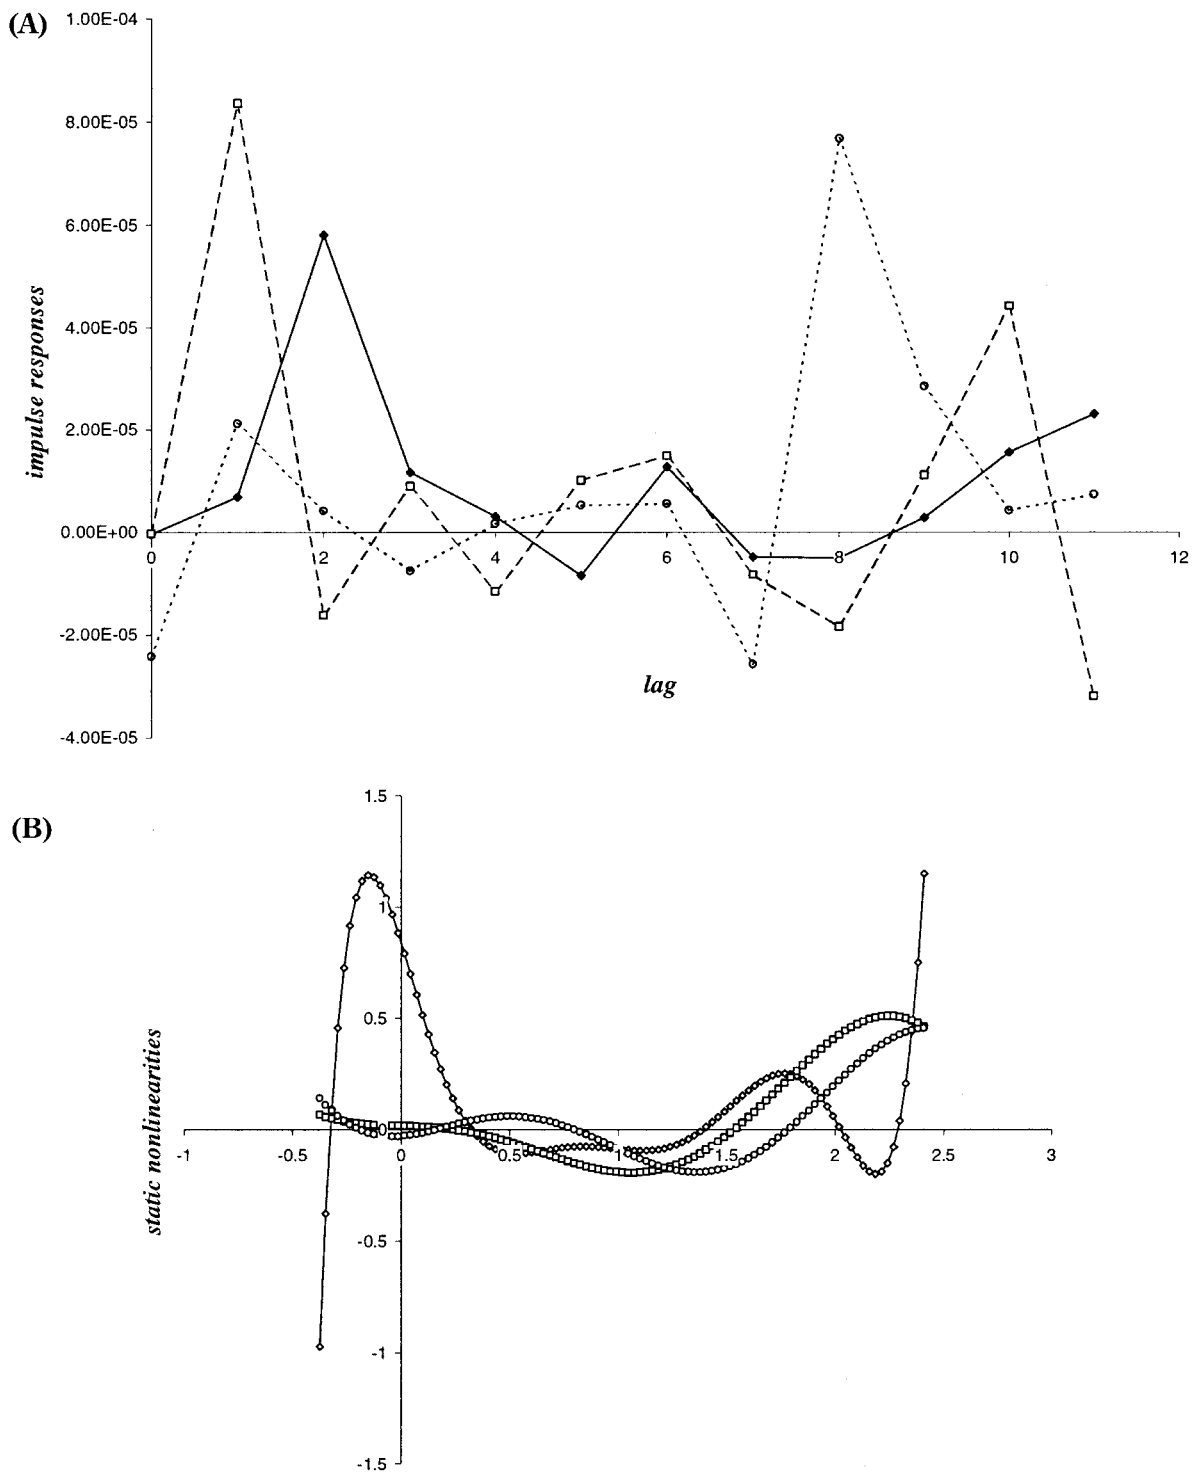 (A)
1.00E-04
8.00E-05
6.00E-05
4.00E-05
2.00E-05
0.00E+00
-2.00E-05
-4.00E-05
0 2 4 6 8 10 12
impulse responses
lag
(B)
1.5
1
0.5
0
-0.5
-1
-1.5
-1 -0.5 0 0.5 1 1.5 2 2.5 3
static nonlinearities